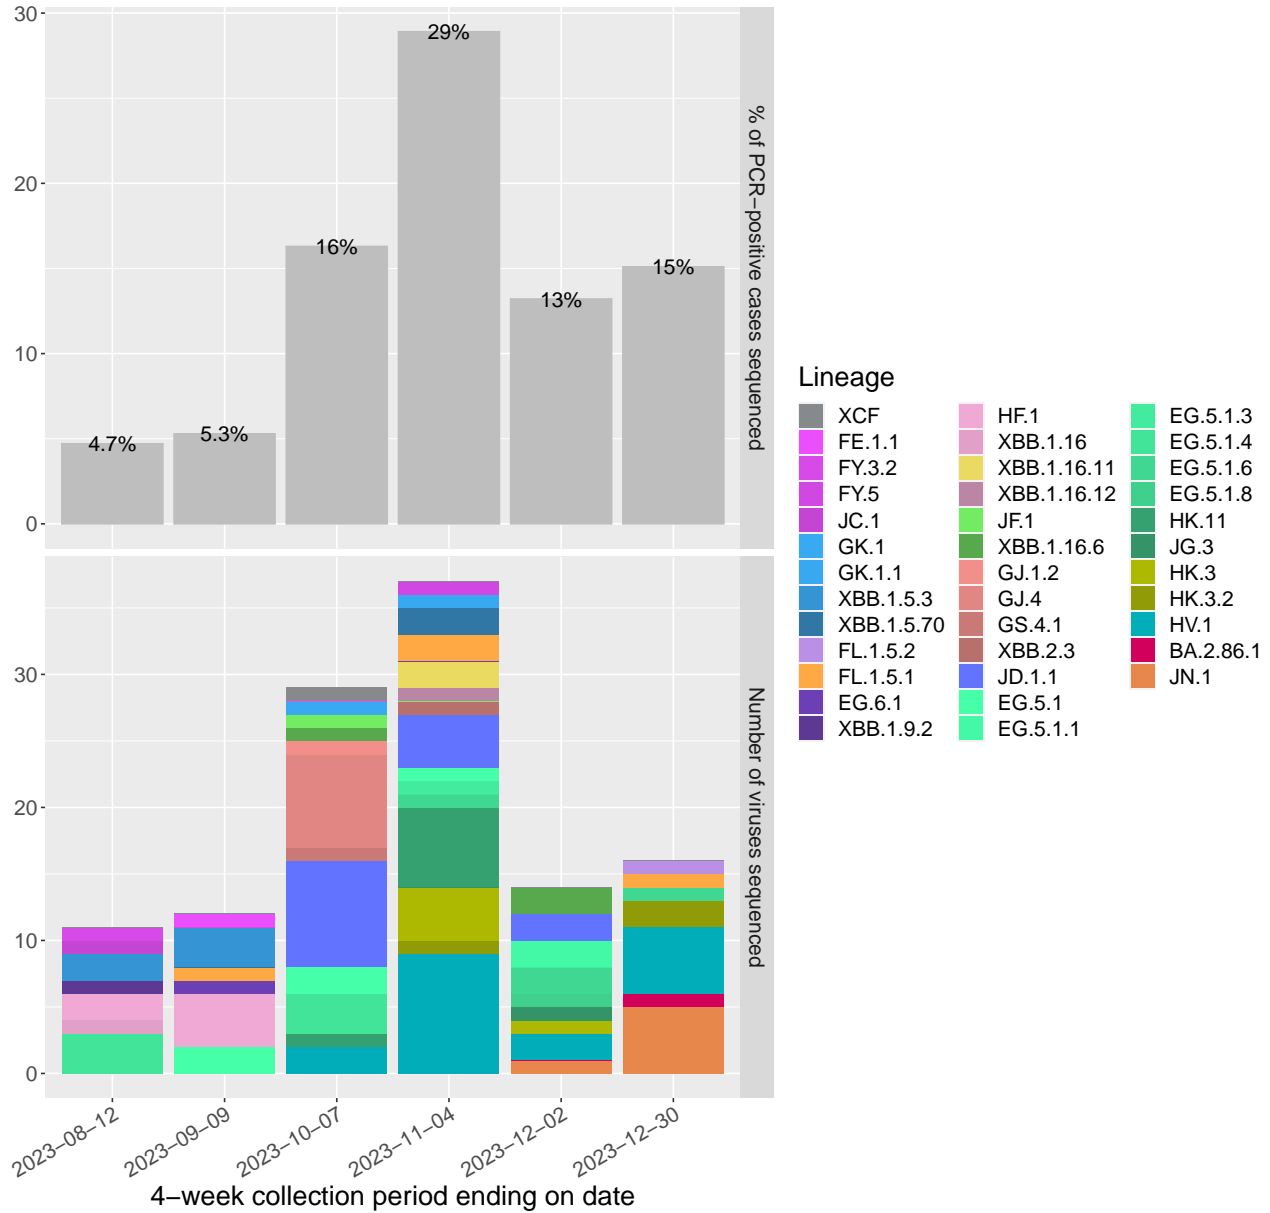 30
20
10
0
4.7%
5.3%
16%
29%
13%
15%
% of PCR−positive cases sequenced
30
20
10
0
Number of viruses sequenced
2023−08−12
2023−09−09
2023−10−07
2023−11−04
2023−12−02
2023−12−30
4−week collection period ending on date
Lineage
XCF
FE.1.1
FY.3.2
FY.5
JC.1
GK.1
GK.1.1
XBB.1.5.3
XBB.1.5.70
FL.1.5.2
FL.1.5.1
EG.6.1
XBB.1.9.2
HF.1
XBB.1.16
XBB.1.16.11
XBB.1.16.12
JF.1
XBB.1.16.6
GJ.1.2
GJ.4
GS.4.1
XBB.2.3
JD.1.1
EG.5.1
EG.5.1.1
EG.5.1.3
EG.5.1.4
EG.5.1.6
EG.5.1.8
HK.11
JG.3
HK.3
HK.3.2
HV.1
BA.2.86.1
JN.1